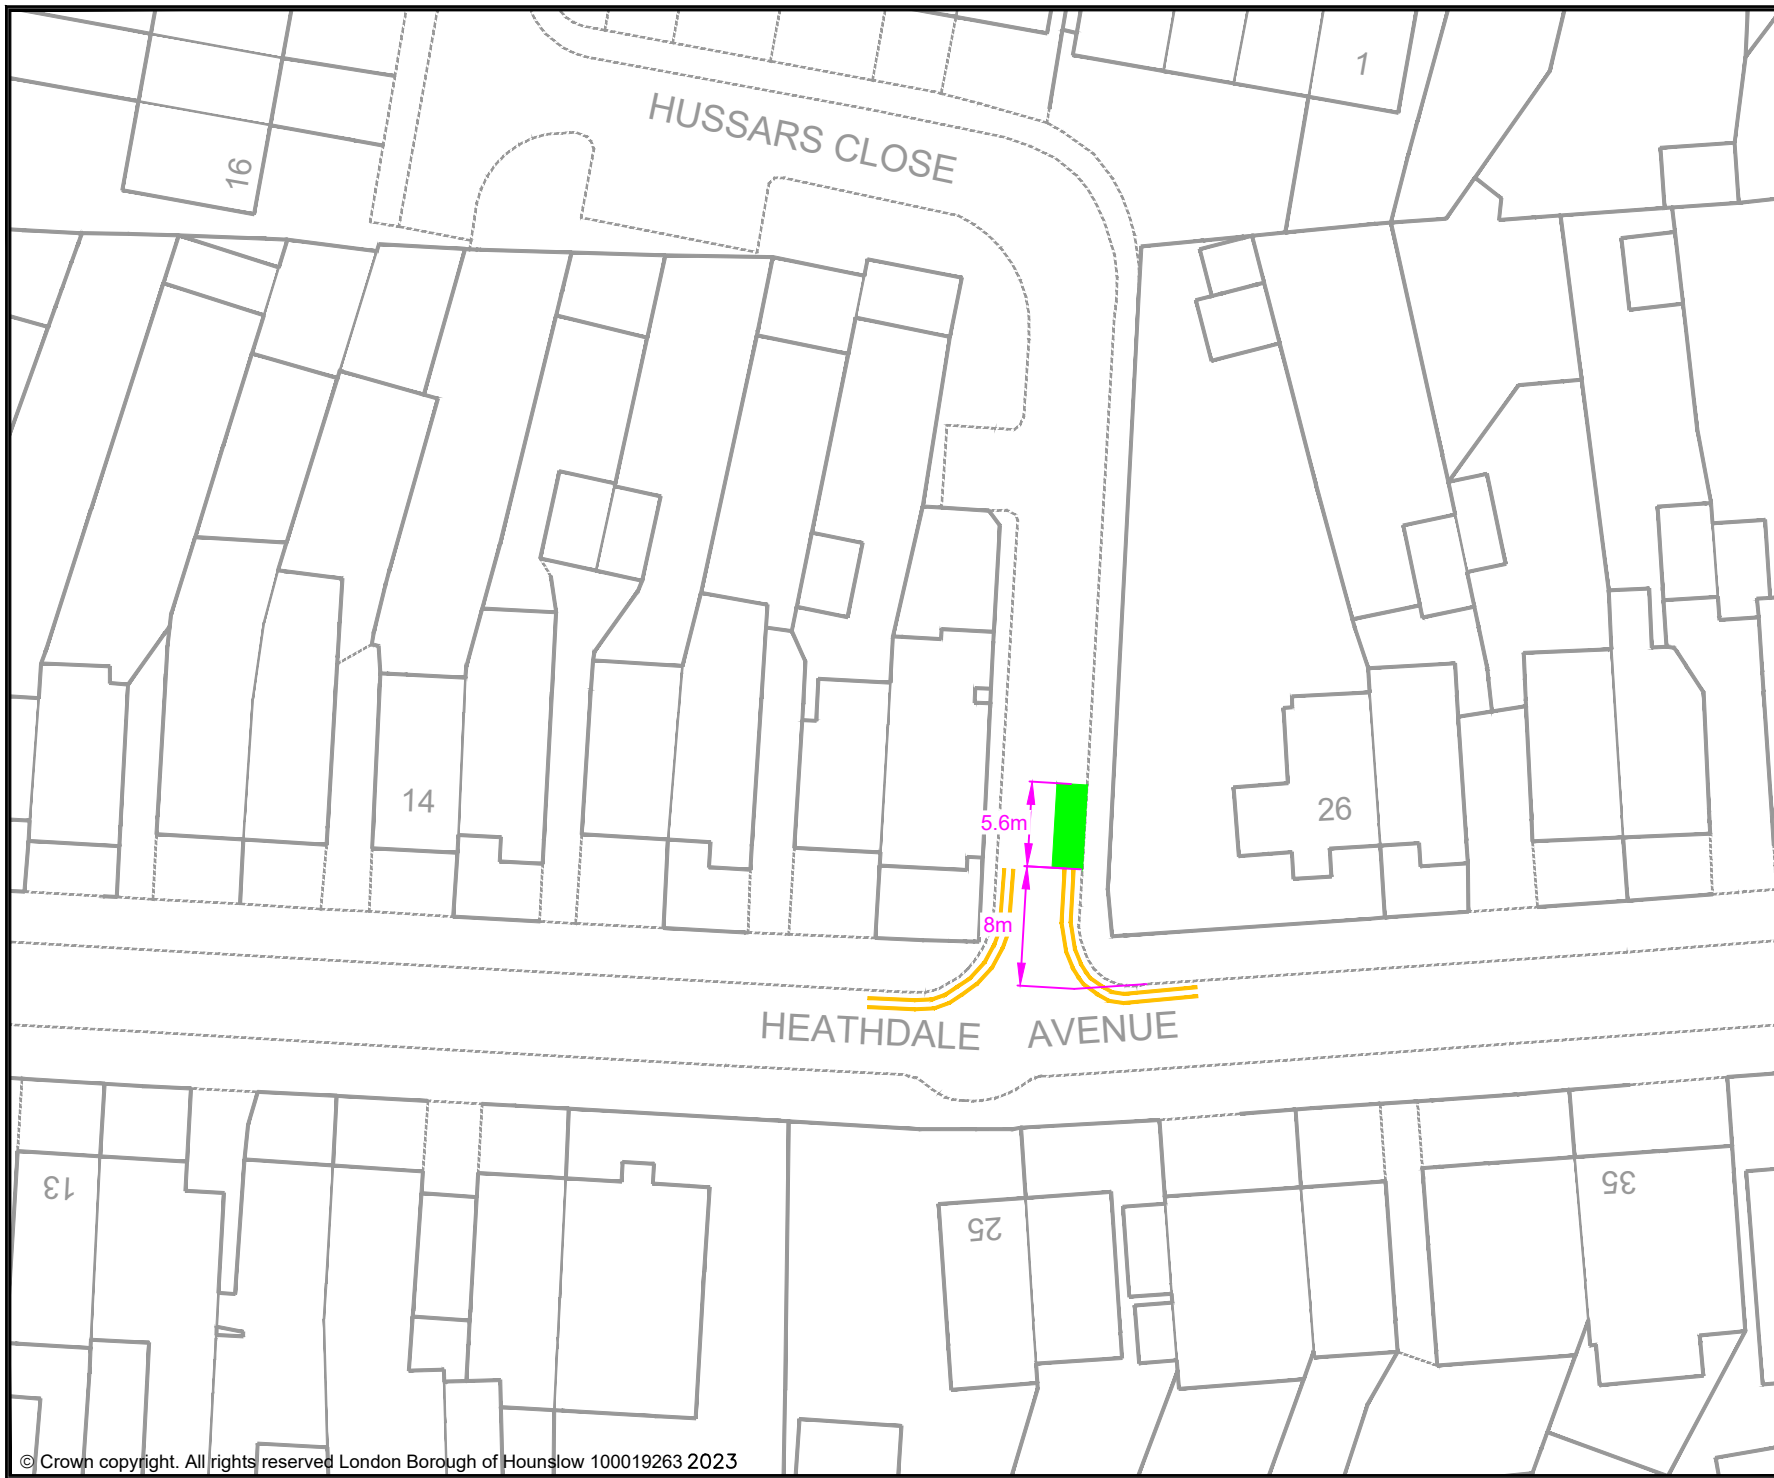 1
HUSSARS CLOSE
16
14
26
5.6m
8m
HEATHDALE AVENUE
13
25
35
© Crown copyright. All rights reserved London Borough of Hounslow 100019263 2023